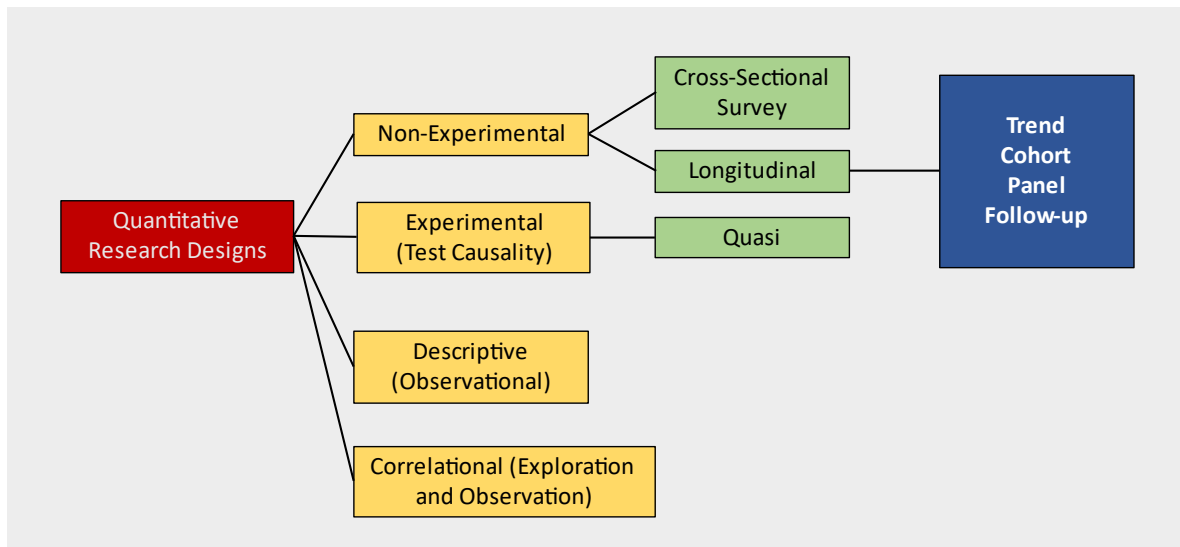 Quantitative
Research Designs
Non-Experimental
Experimental
(Test Causality)
Descriptive
(Observational)
Correlational (Exploration
and Observation)
Cross-Sectional
Survey
Longitudinal
Quasi
Trend
Cohort
Panel
Follow-up